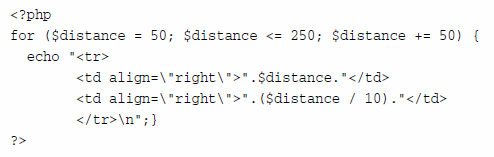 <?php
for ($distance = 50; $distance <= 250; $distance += 50) {
  echo "<tr>
        <td align=\"right\">".$distance."</td>
        <td align=\"right\">".($distance / 10)."</td>
        </tr>\n";}
?>